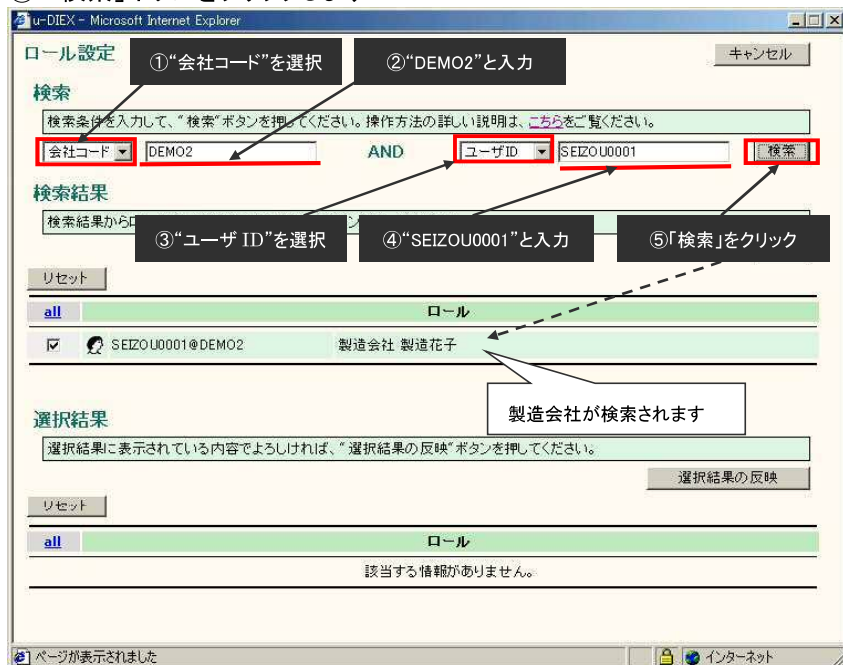 u-DIEX - Microsoft Internet Explorer
ロール設定
キャンセル
①“会社コード”を選択
②“DEMO2”と入力
検索
検索条件を入力して、“検索”ボタンを押してください。操作方法の詳しい説明は、こちらをご覧ください。
会社コード
DEMO2
AND
ユーザID
SEIZOU0001
検索
検索結果
検索結果から
③“ユーザ ID”を選択
④“SEIZOU0001”と入力
⑤「検索」をクリック
リセット
all
ロール
SEIZOU0001@DEMO2
製造会社 製造花子
製造会社が検索されます
選択結果
選択結果に表示されている内容でよろしければ、“選択結果の反映”ボタンを押してください。
選択結果の反映
リセット
all
ロール
該当する情報がありません。
ページが表示されました
インターネット